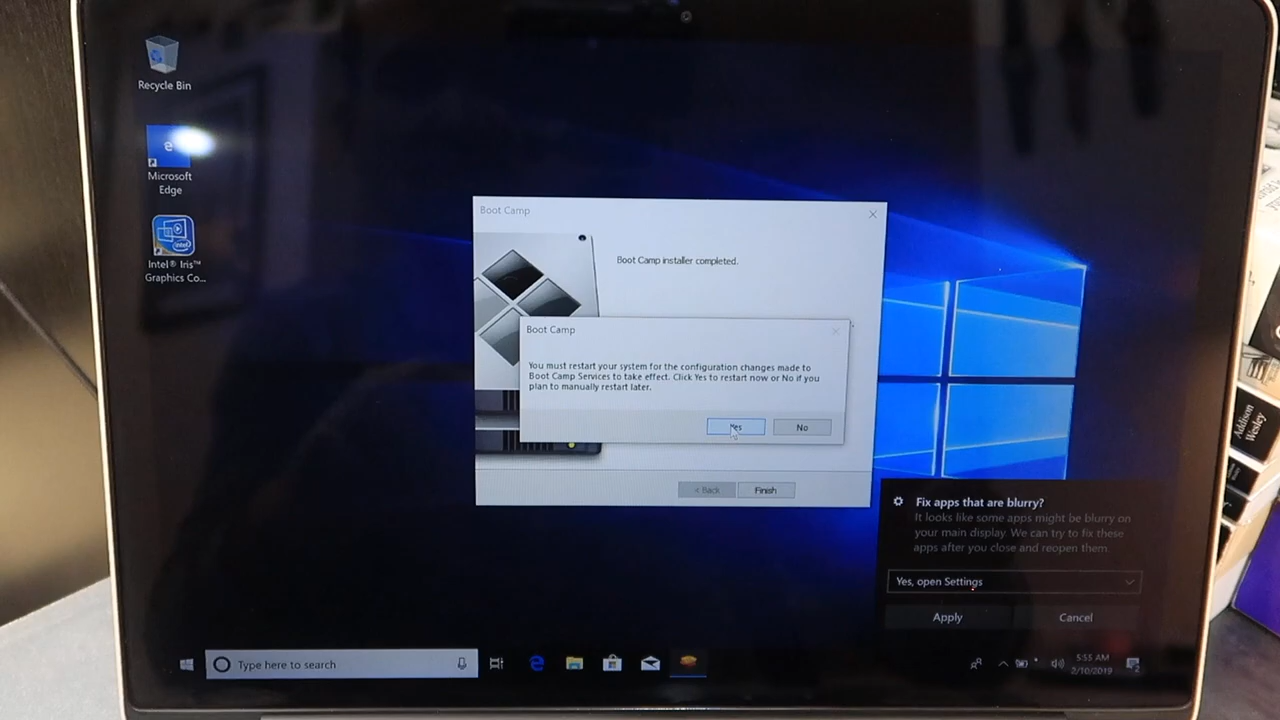 Recycle Bin
Microsoft
Edge
Intel® Iris™
Graphics Co...
Boot Camp
Boot Camp installer completed.
Boot Camp
You must restart your system for the configuration changes made to
Boot Camp Services to take effect. Click Yes to restart now or No if you
plan to manually restart later.
Yes
No
< Back
Finish
Fix apps that are blurry?
It looks like some apps might be blurry on
your main display. We can try to fix these
apps after you close and reopen them.
Yes, open Settings
Apply
Cancel
Type here to search
5:55 AM
2/10/2019
Addison
Wesley